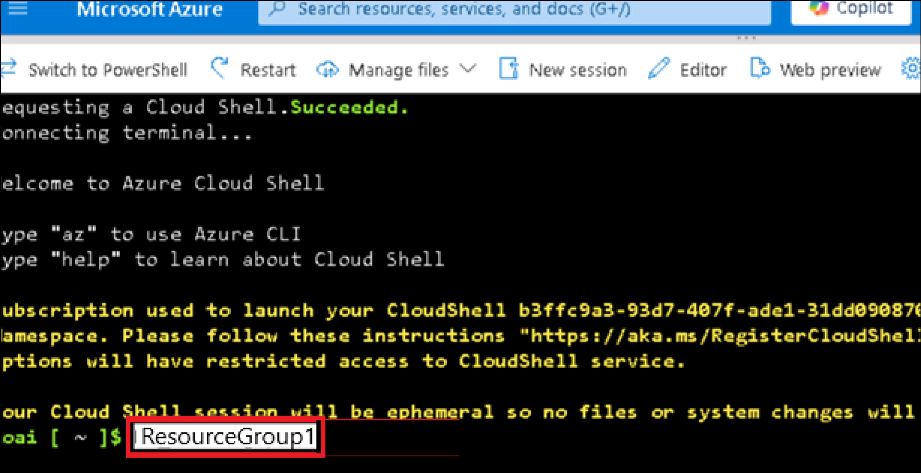 Microsoft Azure
Search resources, services, and docs (G+/)
Copilot
Switch to PowerShell
Restart
Manage files
New session
Editor
Web preview
equesting a Cloud Shell.Succeeded.
onnecting terminal...
elcome to Azure Cloud Shell
ype "az" to use Azure CLI
ype "help" to learn about Cloud Shell
ubscription used to launch your CloudShell b3ffc9a3-93d7-407f-ade1-31dd090876
amespace. Please follow these instructions "https://aka.ms/RegisterCloudShell
ptions will have restricted access to CloudShell service.
our Cloud Shell session will be ephemeral so no files or system changes will
oai [ ~ ]$ ResourceGroup1